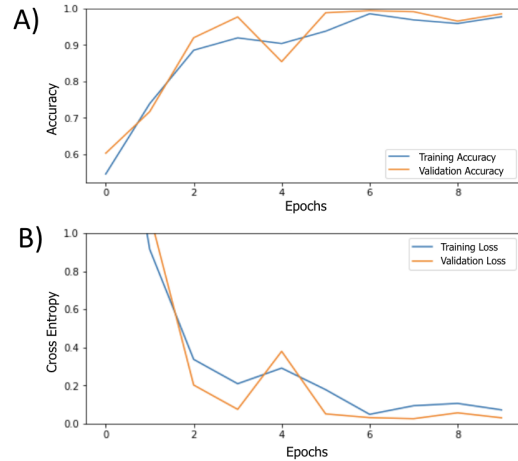 A)
1.0
0.9
0.8
0.7
0.6
Accuracy
Training Accuracy
Validation Accuracy
0 2 4 6 8
Epochs
B)
1.0
0.8
0.6
0.4
0.2
0.0
Cross Entropy
Training Loss
Validation Loss
0 2 4 6 8
Epochs